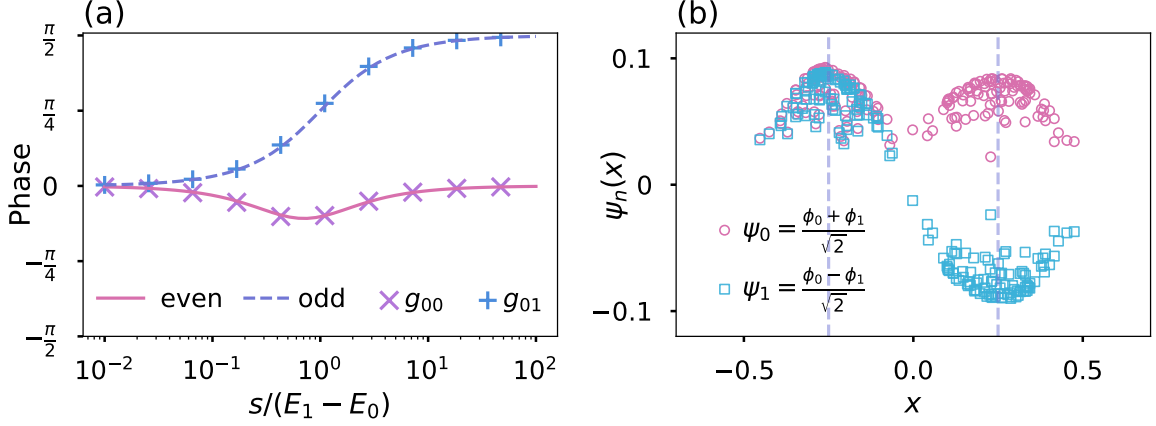 (a)
Phase
π/2
π/4
0
−π/4
−π/2
even
odd
g₀₀
g₀₁
10⁻²
10⁻¹
10⁰
10¹
10²
s/(E₁ − E₀)
(b)
ψₙ(x)
0.1
0
−0.1
ψ₀ = (ϕ₀ + ϕ₁)/√2
ψ₁ = (ϕ₀ − ϕ₁)/√2
−0.5
0.0
0.5
x